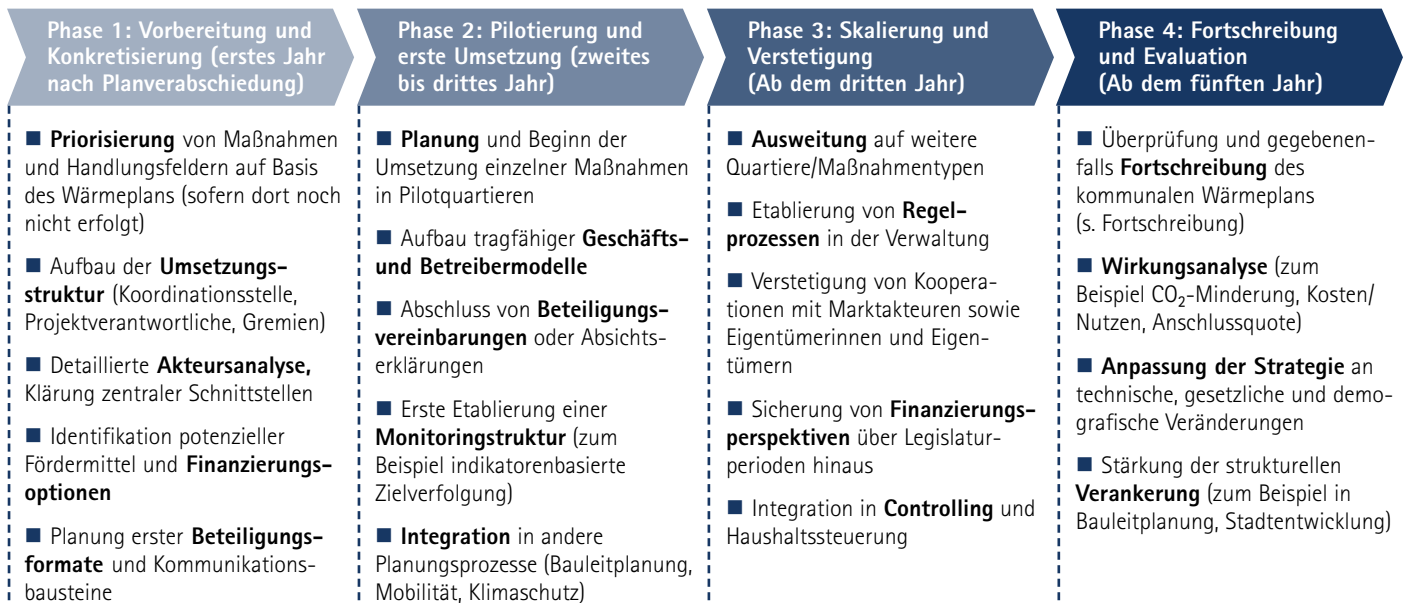 Phase 1: Vorbereitung und
Konkretisierung (erstes Jahr
nach Planverabschiedung)
■ Priorisierung von Maßnahmen
und Handlungsfeldern auf Basis
des Wärmeplans (sofern dort noch
nicht erfolgt)
■ Aufbau der Umsetzungs-
struktur (Koordinationsstelle,
Projektverantwortliche, Gremien)
■ Detaillierte Akteursanalyse,
Klärung zentraler Schnittstellen
■ Identifikation potenzieller
Fördermittel und Finanzierungs-
optionen
■ Planung erster Beteiligungs-
formate und Kommunikations-
bausteine
Phase 2: Pilotierung und
erste Umsetzung (zweites
bis drittes Jahr)
■ Planung und Beginn der
Umsetzung einzelner Maßnahmen
in Pilotquartieren
■ Aufbau tragfähiger Geschäfts-
und Betreibermodelle
■ Abschluss von Beteiligungs-
vereinbarungen oder Absichts-
erklärungen
■ Erste Etablierung einer
Monitoringstruktur (zum
Beispiel indikatorenbasierte
Zielverfolgung)
■ Integration in andere
Planungsprozesse (Bauleitplanung,
Mobilität, Klimaschutz)
Phase 3: Skalierung und
Verstetigung
(Ab dem dritten Jahr)
■ Ausweitung auf weitere
Quartiere/Maßnahmentypen
■ Etablierung von Regel-
prozessen in der Verwaltung
■ Verstetigung von Koopera-
tionen mit Marktakteuren sowie
Eigentümerinnen und Eigen-
tümern
■ Sicherung von Finanzierungs-
perspektiven über Legislatur-
perioden hinaus
■ Integration in Controlling und
Haushaltssteuerung
Phase 4: Fortschreibung
und Evaluation
(Ab dem fünften Jahr)
■ Überprüfung und gegebenen-
falls Fortschreibung des
kommunalen Wärmeplans
(s. Fortschreibung)
■ Wirkungsanalyse (zum
Beispiel CO₂-Minderung, Kosten/
Nutzen, Anschlussquote)
■ Anpassung der Strategie an
technische, gesetzliche und demo-
grafische Veränderungen
■ Stärkung der strukturellen
Verankerung (zum Beispiel in
Bauleitplanung, Stadtentwicklung)